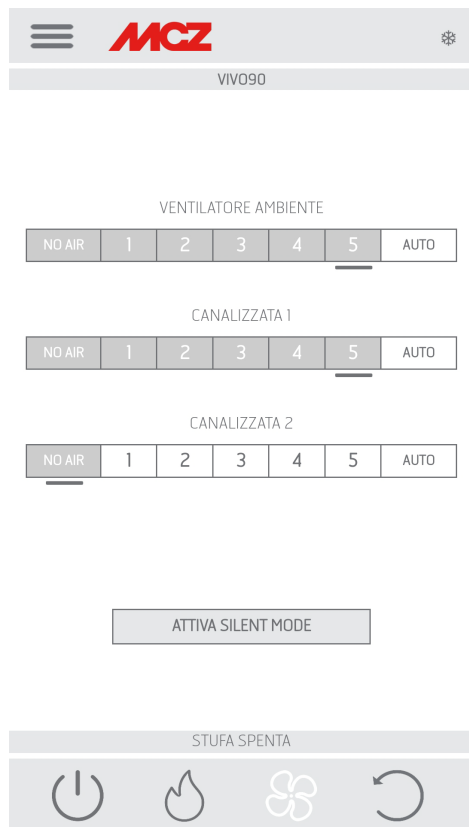 MCZ
VIVO90
VENTILATORE AMBIENTE
NO AIR 1 2 3 4 5 AUTO
CANALIZZATA 1
NO AIR 1 2 3 4 5 AUTO
CANALIZZATA 2
NO AIR 1 2 3 4 5 AUTO
ATTIVA SILENT MODE
STUFA SPENTA